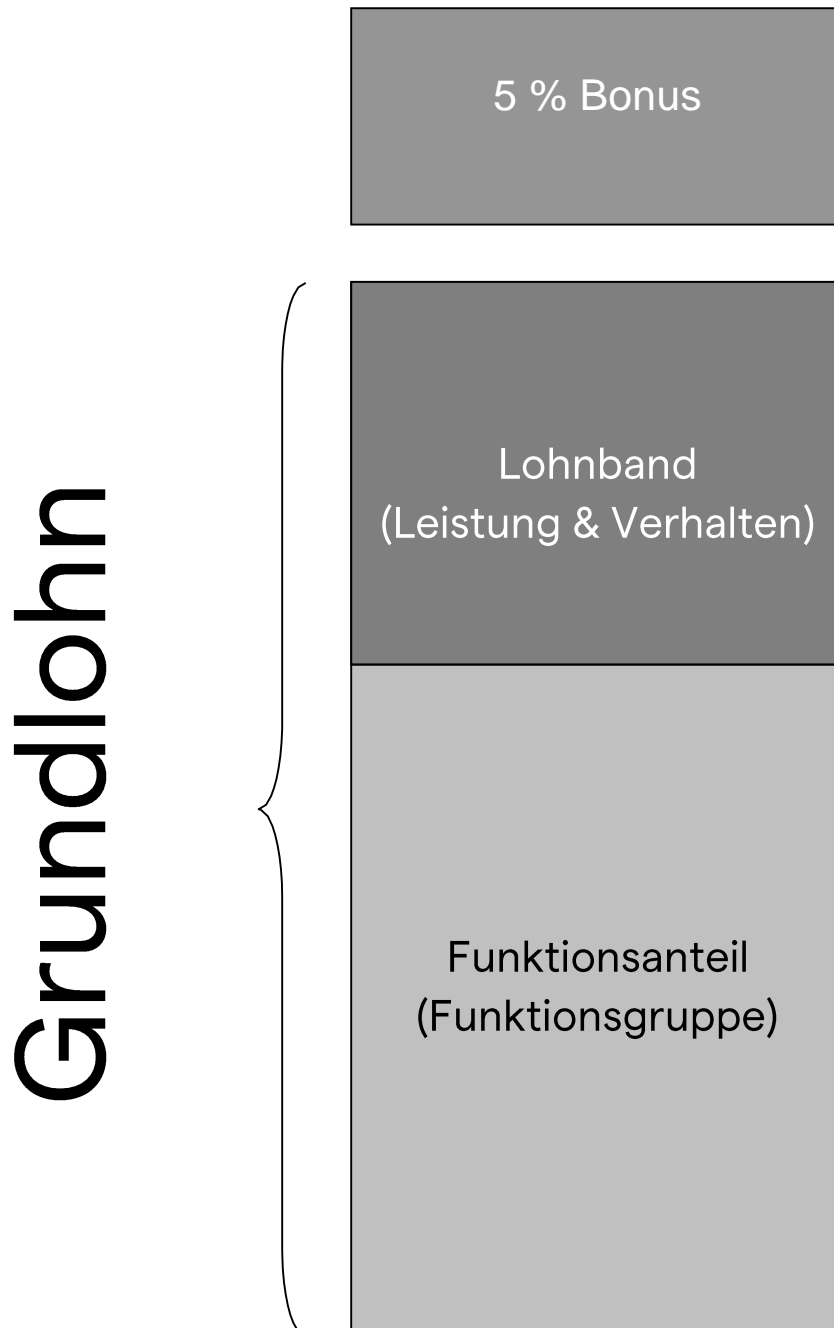 5 % Bonus
Lohnband
(Leistung & Verhalten)
Grundlohn
Funktionsanteil
(Funktionsgruppe)